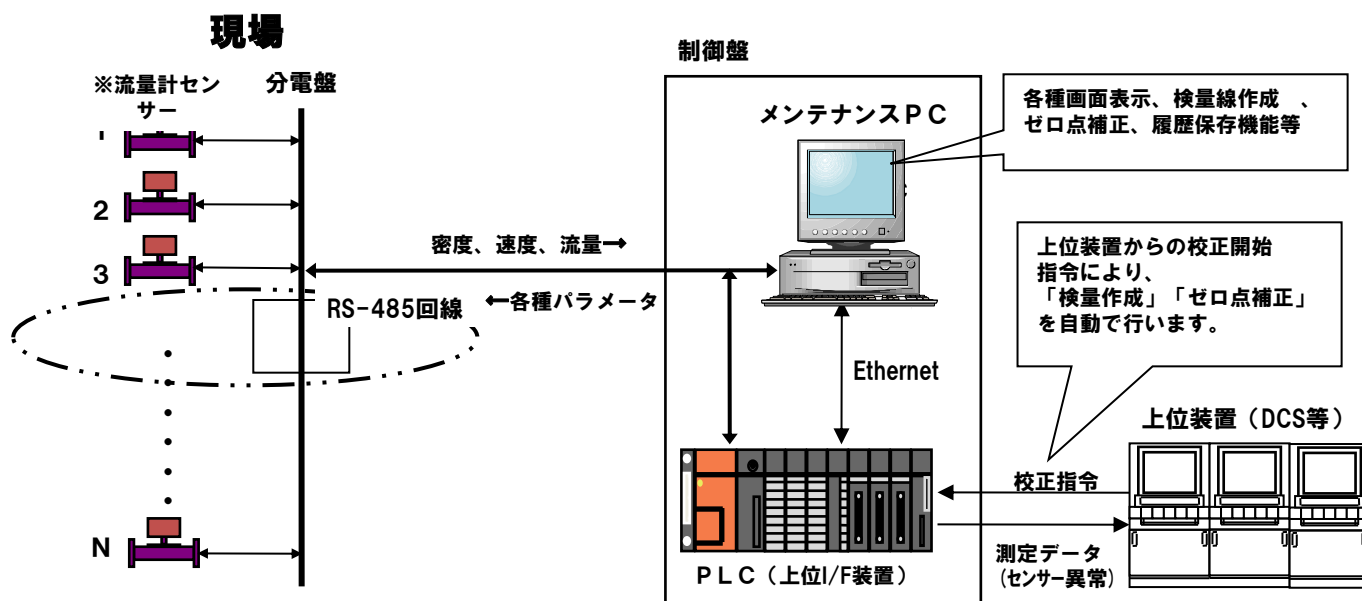 現場
※流量計セン
サー
分電盤
1
2
3
N
密度、速度、流量→
←各種パラメータ
RS-485回線
制御盤
メンテナンスPC
各種画面表示、検量線作成 、
ゼロ点補正、履歴保存機能等
上位装置からの校正開始
指令により、
「検量作成」「ゼロ点補正」
を自動で行います。
Ethernet
上位装置（DCS等）
校正指令
測定データ
(センサー異常)
ＰＬＣ（上位I/F装置）